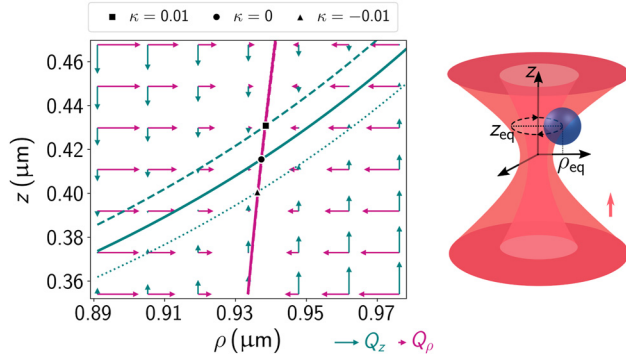 κ = 0.01 κ = 0 κ = −0.01
z (μm)
0.46
0.44
0.42
0.40
0.38
0.36
0.89 0.91 0.93 0.95 0.97
ρ (μm)
Q_z Q_ρ
z
z_eq
ρ_eq